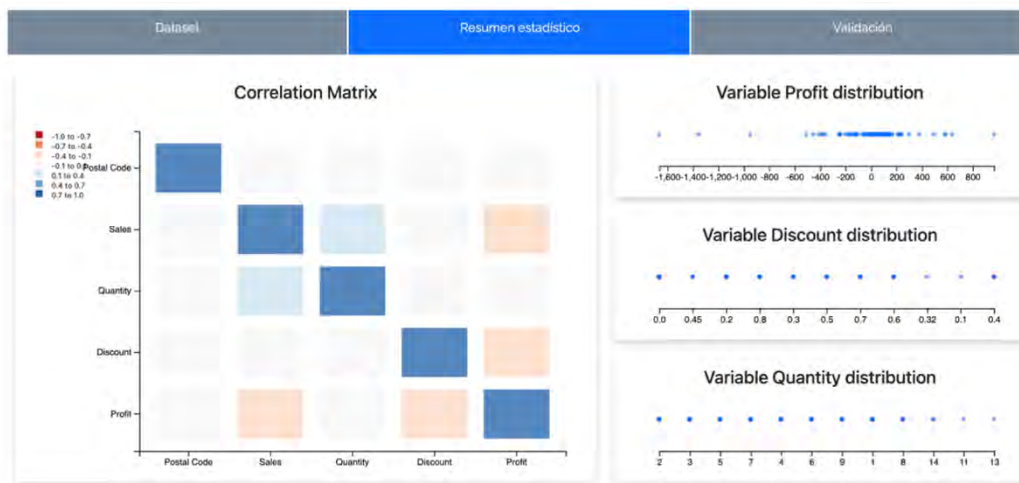 Dataset
Resumen estadístico
Validación
Correlation Matrix
-1.0 to -0.7
-0.7 to -0.4
-0.4 to -0.1
-0.1 to 0.1
0.1 to 0.4
0.4 to 0.7
0.7 to 1.0
Postal Code
Sales
Quantity
Discount
Profit
Postal Code Sales Quantity Discount Profit
Variable Profit distribution
-1,600 -1,400 -1,200 -1,000 -800 -600 -400 -200 0 200 400 600 800
Variable Discount distribution
0.0 0.45 0.2 0.8 0.3 0.5 0.7 0.6 0.32 0.1 0.4
Variable Quantity distribution
2 3 5 7 4 6 9 1 8 14 11 13